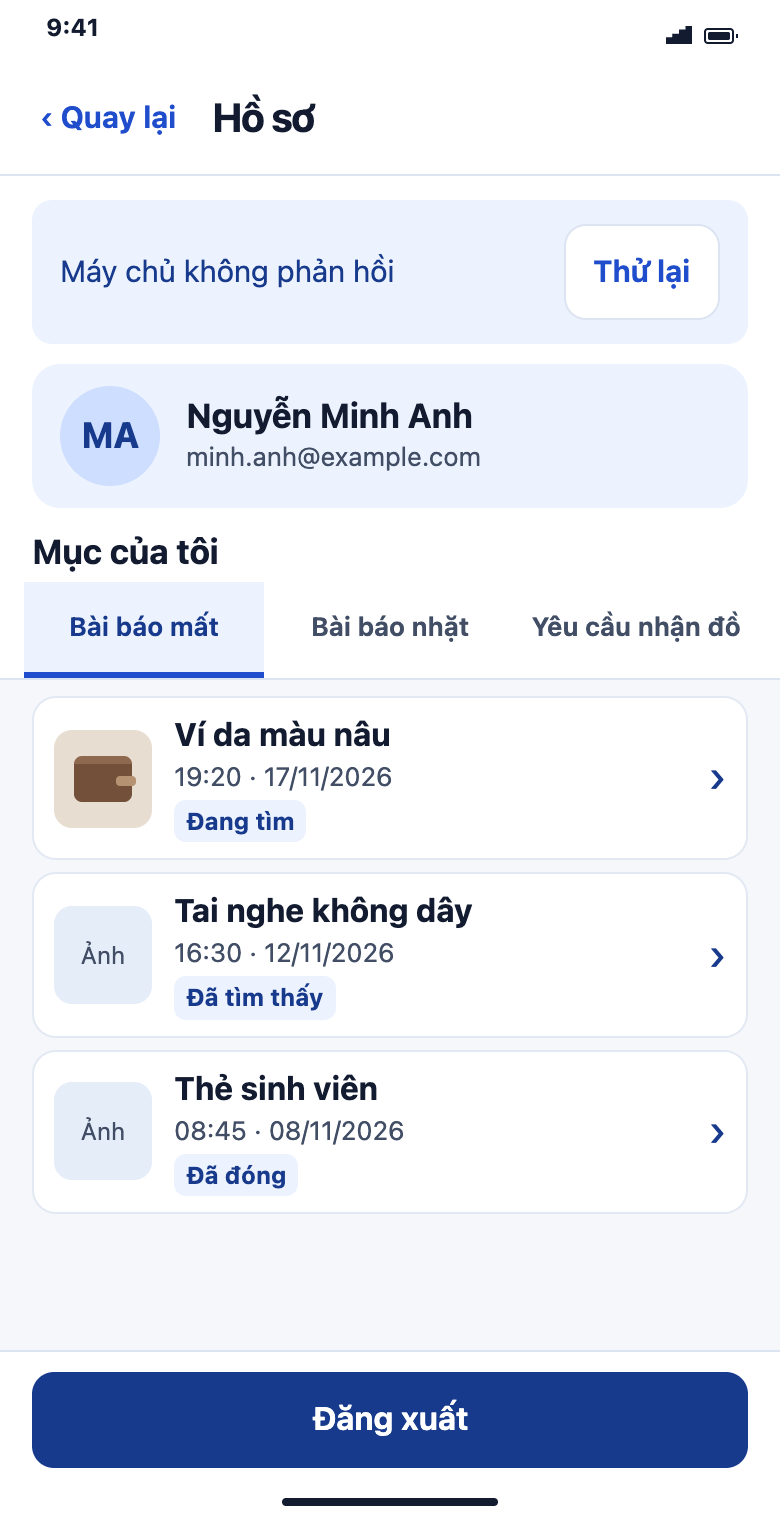 9:41
‹ Quay lại
Hồ sơ
Máy chủ không phản hồi
Thử lại
MA
Nguyễn Minh Anh
minh.anh@example.com
Mục của tôi
Bài báo mất
Bài báo nhặt
Yêu cầu nhận đồ
Ví da màu nâu
19:20 · 17/11/2026
Đang tìm
Ảnh
Tai nghe không dây
16:30 · 12/11/2026
Đã tìm thấy
Ảnh
Thẻ sinh viên
08:45 · 08/11/2026
Đã đóng
Đăng xuất